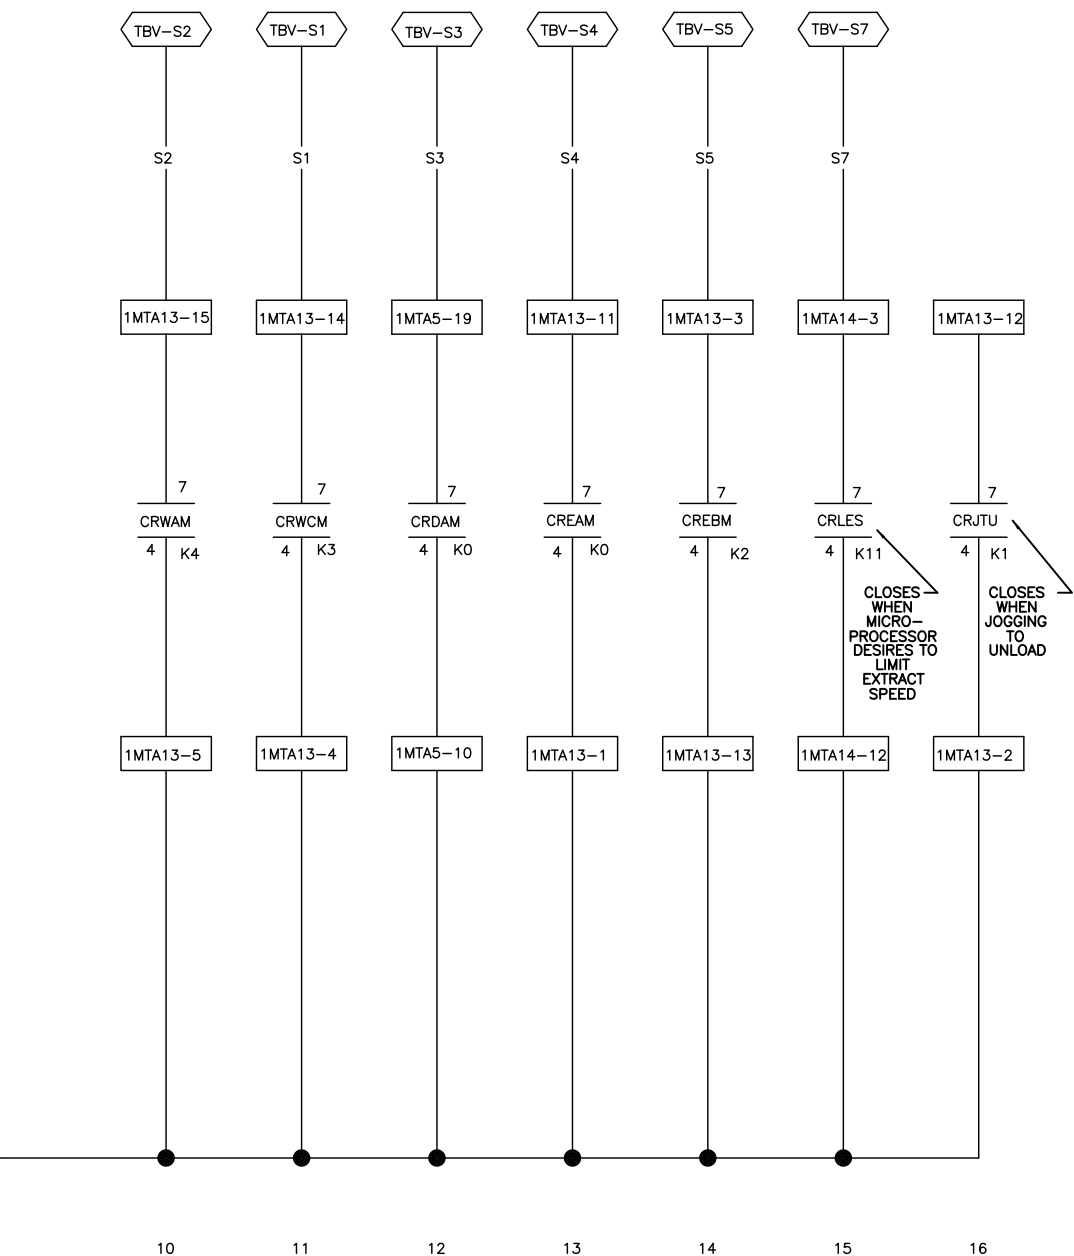 TBV-S2 TBV-S1 TBV-S3 TBV-S4 TBV-S5 TBV-S7
S2 S1 S3 S4 S5 S7
1MTA13-15 1MTA13-14 1MTA5-19 1MTA13-11 1MTA13-3 1MTA14-3 1MTA13-12
7 7 7 7 7 7 7
CRWAM CRWCM CRDAM CREAM CREBM CRLES CRJTU
4 K4 4 K3 4 K0 4 K0 4 K2 4 K11 4 K1
CLOSES
WHEN
MICRO-
PROCESSOR
DESIRES TO
LIMIT
EXTRACT
SPEED
CLOSES
WHEN
JOGGING
TO
UNLOAD
1MTA13-5 1MTA13-4 1MTA5-10 1MTA13-1 1MTA13-13 1MTA14-12 1MTA13-2
10 11 12 13 14 15 16